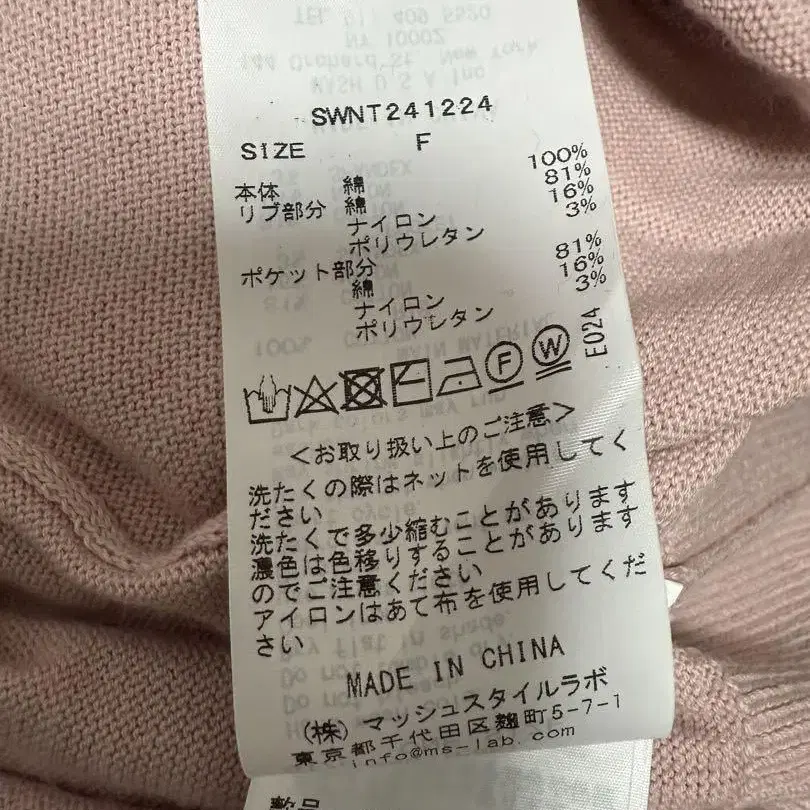 SWNT241224
SIZE F
本体 綿 100%
リブ部分 綿 81%
ナイロン 16%
ポリウレタン 3%
ポケット部分
綿 81%
ナイロン 16%
ポリウレタン 3%
F W E024
<お取り扱い上のご注意>
洗たくの際はネットを使用してく
ださい
洗たくで多少縮むことがあります
濃色は色移りすることがあります
のでご注意ください
アイロンはあて布を使用してくだ
さい
MADE IN CHINA
(株)マッシュスタイルラボ
東京都千代田区麹町5-7-1
info@ms-lab.com